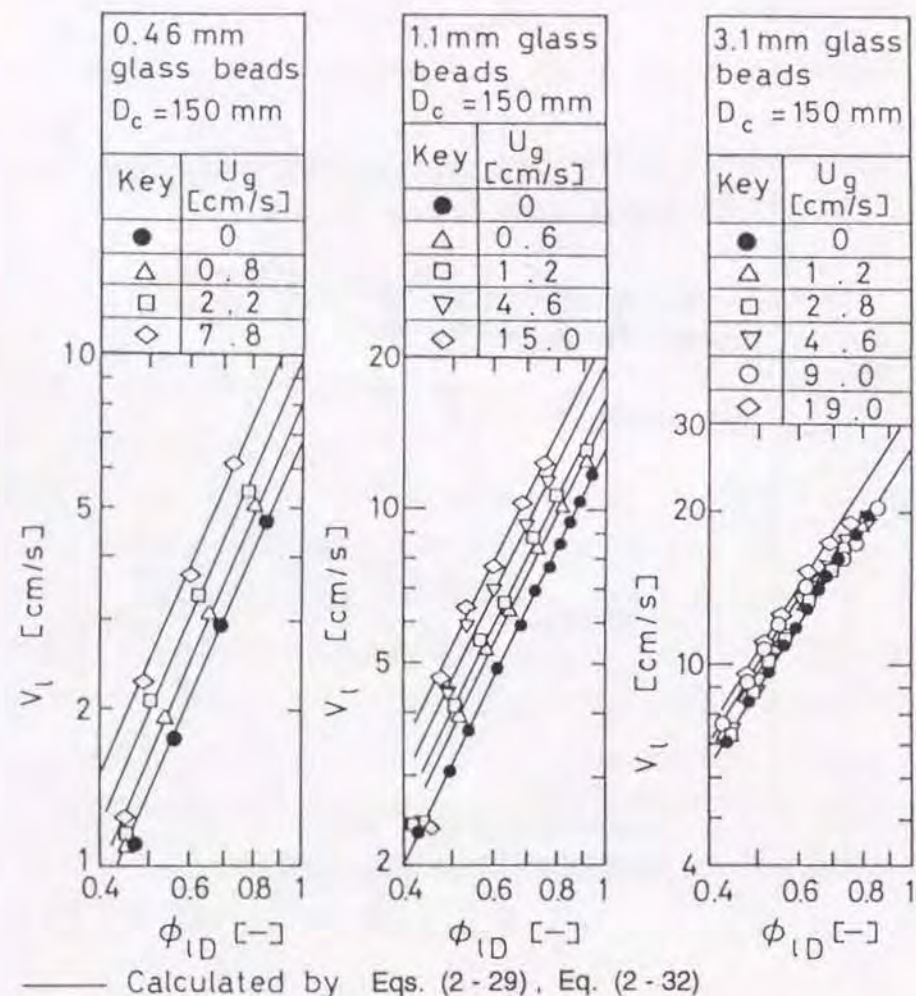 0.46 mm
glass beads
D_c = 150 mm
Key U_g [cm/s]
● 0
△ 0.8
□ 2.2
◇ 7.8
1.1 mm glass
beads
D_c = 150 mm
Key U_g [cm/s]
● 0
△ 0.6
□ 1.2
▽ 4.6
◇ 15.0
3.1 mm glass
beads
D_c = 150 mm
Key U_g [cm/s]
● 0
△ 1.2
□ 2.8
▽ 4.6
○ 9.0
◇ 19.0
10
5
2
1
V_l [cm/s]
0.4 0.6 0.8 1
ϕ_lD [–]
20
10
5
2
V_l [cm/s]
0.4 0.6 0.8 1
ϕ_lD [–]
30
20
10
4
V_l [cm/s]
0.4 0.6 0.8 1
ϕ_lD [–]
—— Calculated by Eqs. (2-29), Eq. (2-32)